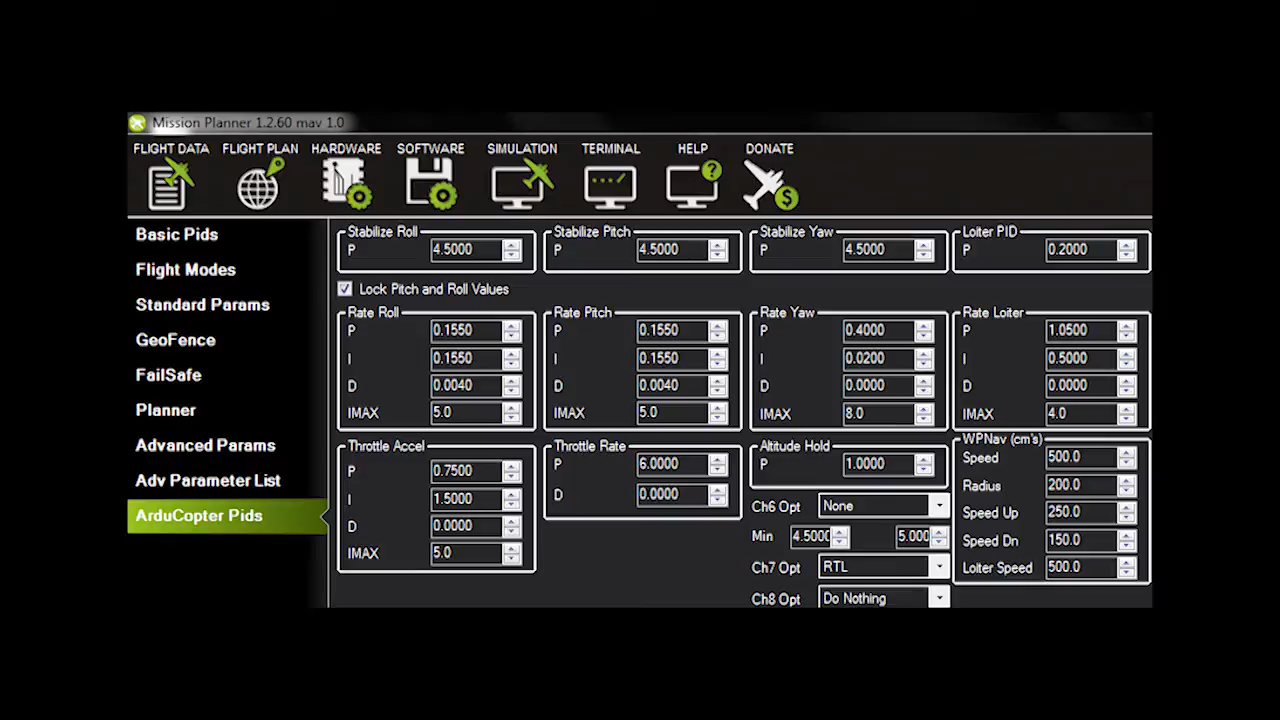 Mission Planner 1.2.60 mav 1.0
FLIGHT DATA FLIGHT PLAN HARDWARE SOFTWARE SIMULATION TERMINAL HELP DONATE
Basic Pids
Flight Modes
Standard Params
GeoFence
FailSafe
Planner
Advanced Params
Adv Parameter List
ArduCopter Pids
Stabilize Roll
P 4.5000
Stabilize Pitch
P 4.5000
Stabilize Yaw
P 4.5000
Loiter PID
P 0.2000
Lock Pitch and Roll Values
Rate Roll
P 0.1550
I 0.1550
D 0.0040
IMAX 5.0
Rate Pitch
P 0.1550
I 0.1550
D 0.0040
IMAX 5.0
Rate Yaw
P 0.4000
I 0.0200
D 0.0000
IMAX 8.0
Rate Loiter
P 1.0500
I 0.5000
D 0.0000
IMAX 4.0
Throttle Accel
P 0.7500
I 1.5000
D 0.0000
IMAX 5.0
Throttle Rate
P 6.0000
D 0.0000
Altitude Hold
P 1.0000
Ch6 Opt None
Min 4.5000 5.000
Ch7 Opt RTL
Ch8 Opt Do Nothing
WPNav (cm's)
Speed 500.0
Radius 200.0
Speed Up 250.0
Speed Dn 150.0
Loiter Speed 500.0